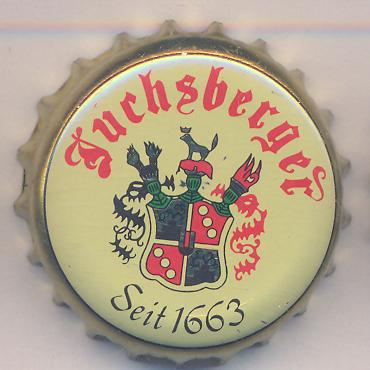 Fuchsberger
Seit 1663